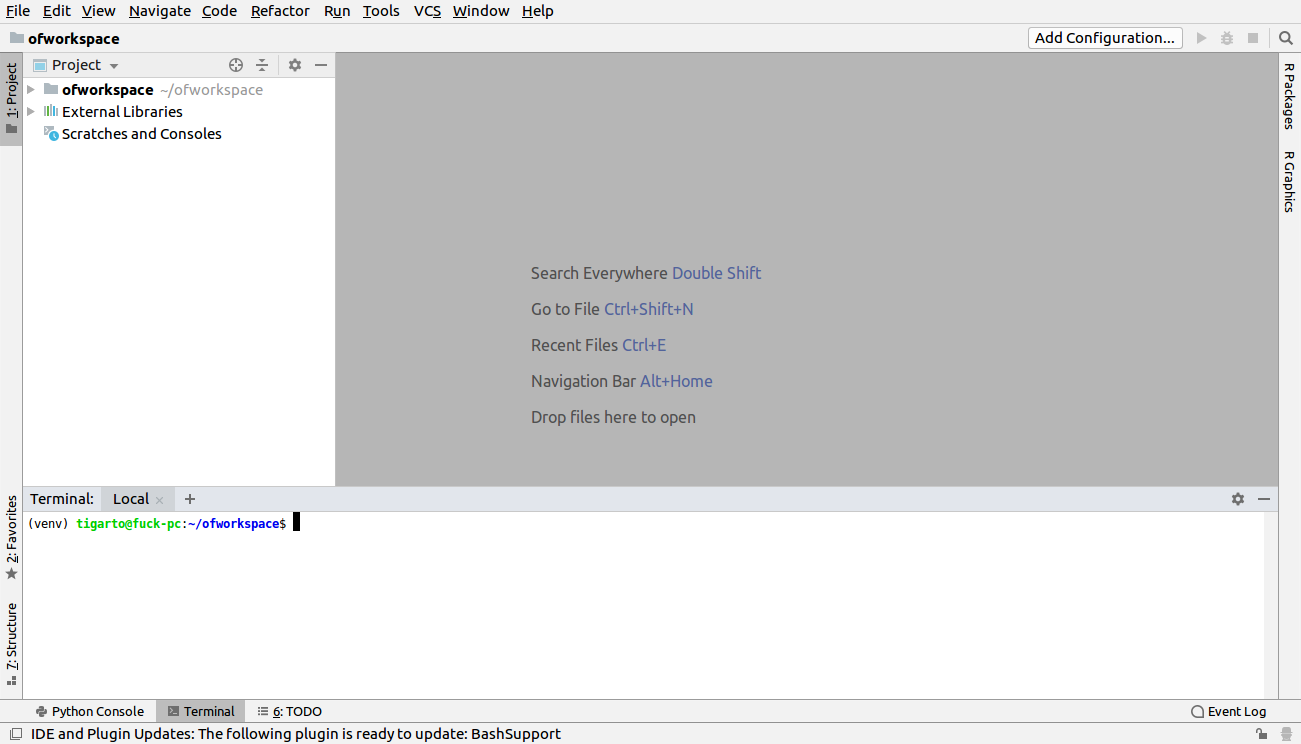 File Edit View Navigate Code Refactor Run Tools VCS Window Help
ofworkspace
Add Configuration...
1: Project
Project
ofworkspace ~/ofworkspace
External Libraries
Scratches and Consoles
Search Everywhere Double Shift
Go to File Ctrl+Shift+N
Recent Files Ctrl+E
Navigation Bar Alt+Home
Drop files here to open
R Packages
R Graphics
2: Favorites
7: Structure
Terminal: Local
(venv) tigarto@fuck-pc:~/ofworkspace$
Python Console Terminal 6: TODO Event Log
IDE and Plugin Updates: The following plugin is ready to update: BashSupport